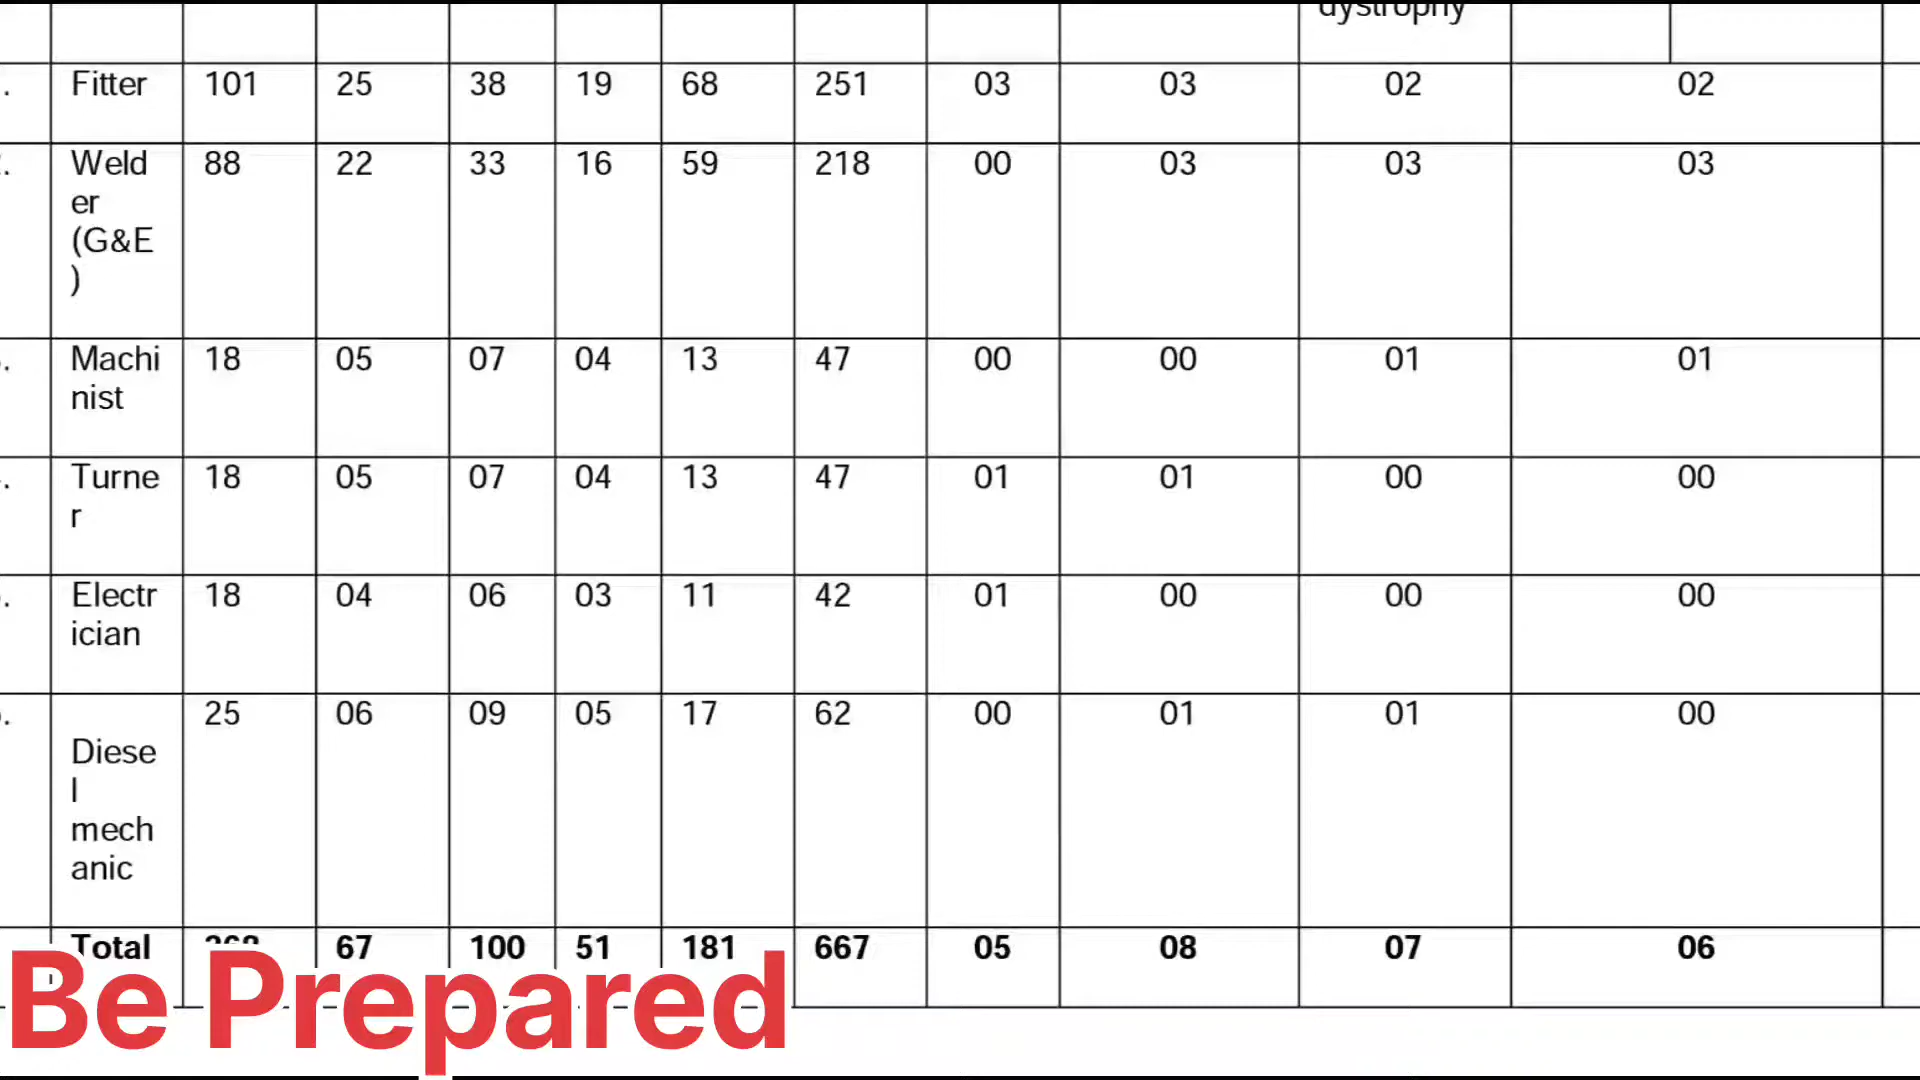 dystrophy
Fitter 101 25 38 19 68 251 03 03 02 02
Weld 88 22 33 16 59 218 00 03 03 03
er
(G&E
)
Machi 18 05 07 04 13 47 00 00 01 01
nist
Turne 18 05 07 04 13 47 01 01 00 00
r
Electr 18 04 06 03 11 42 01 00 00 00
ician
25 06 09 05 17 62 00 01 01 00
Diese
l
mech
anic
Total 67 100 51 181 667 05 08 07 06
Be Prepared